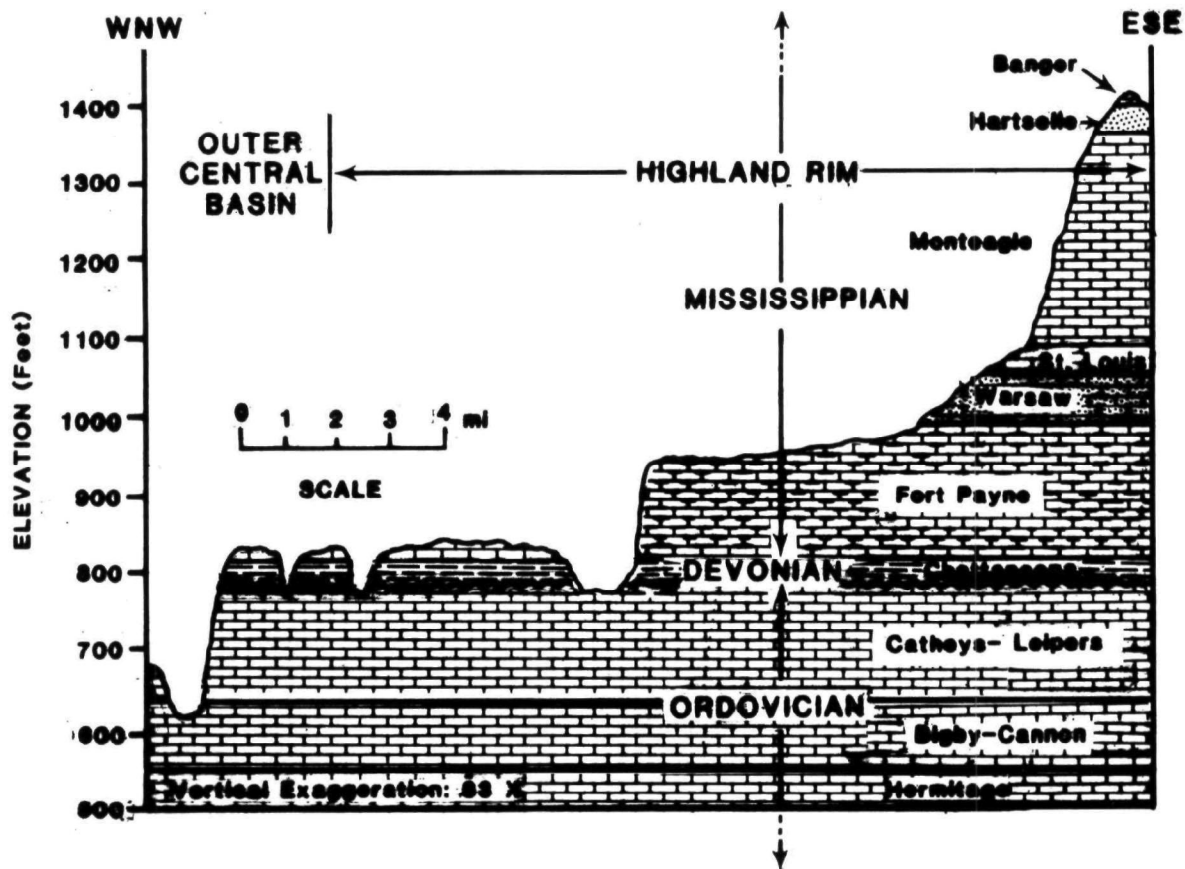 WNW
ESE
Bangor
Hartselle
1400
1300
1200
1100
1000
900
800
700
600
500
ELEVATION (Feet)
OUTER
CENTRAL
BASIN
HIGHLAND RIM
Monteagle
MISSISSIPPIAN
St. Louis
Warsaw
0 1 2 3 4 mi
SCALE
Fort Payne
DEVONIAN
Chattanooga
Catheys-Leipers
ORDOVICIAN
Bigby-Cannon
Vertical Exaggeration: 53 X
Hermitage